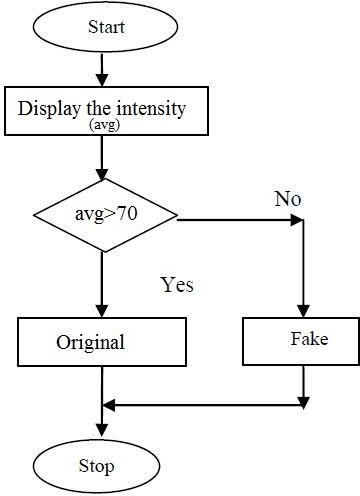 Start
Display the intensity
(avg)
avg>70
No
Yes
Original
Fake
Stop